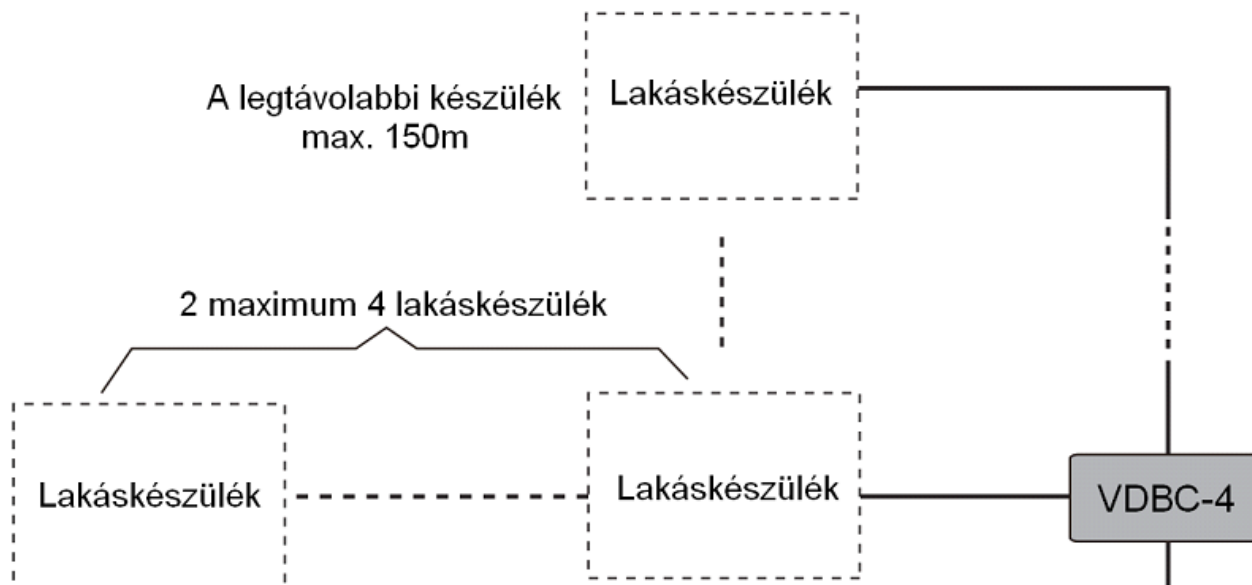 A legtávolabbi készülék
max. 150m
Lakáskészülék
2 maximum 4 lakáskészülék
Lakáskészülék
Lakáskészülék
VDBC-4